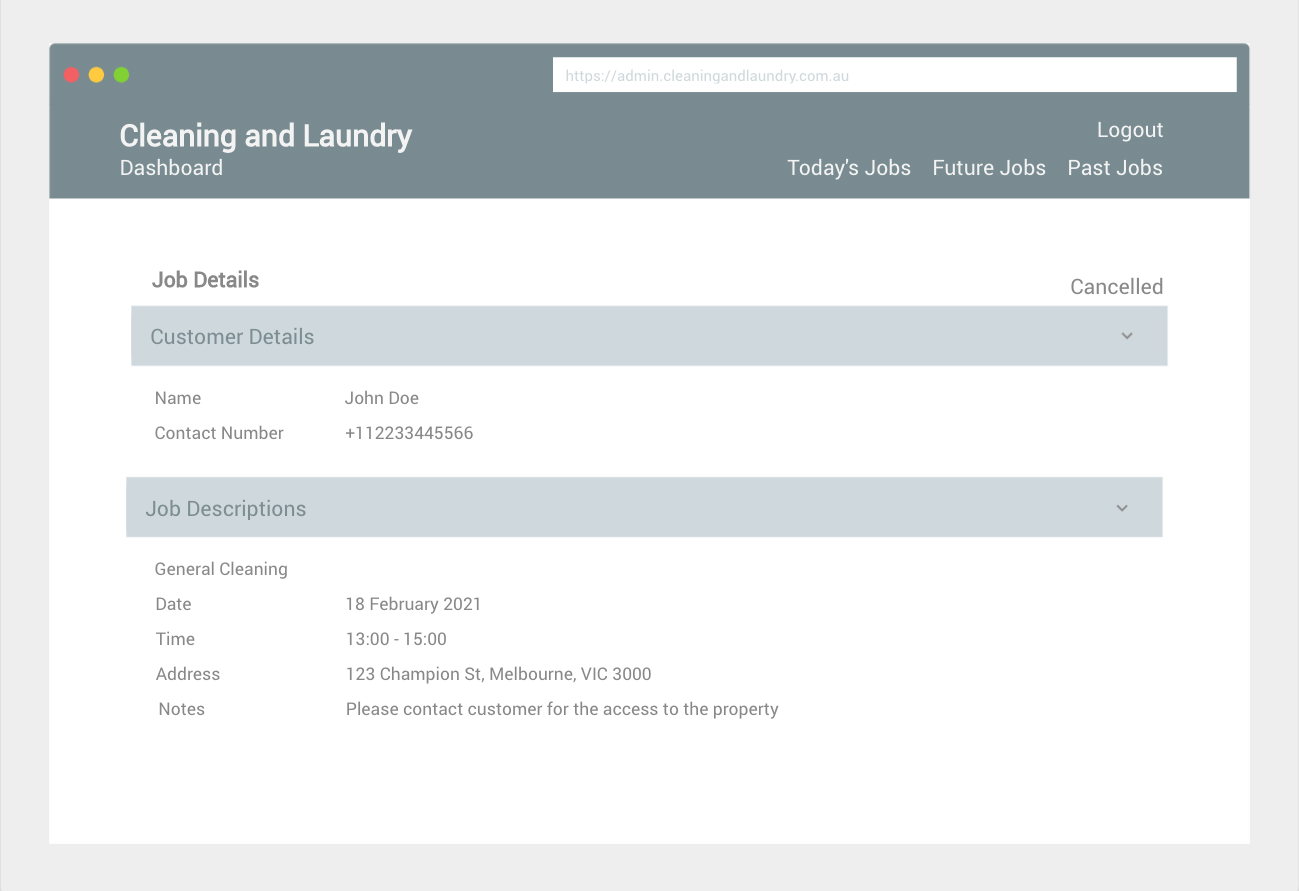 https://admin.cleaningandlaundry.com.au
Cleaning and Laundry
Logout
Dashboard
Today's Jobs Future Jobs Past Jobs
Job Details
Cancelled
Customer Details
Name John Doe
Contact Number +112233445566
Job Descriptions
General Cleaning
Date 18 February 2021
Time 13:00 - 15:00
Address 123 Champion St, Melbourne, VIC 3000
Notes Please contact customer for the access to the property